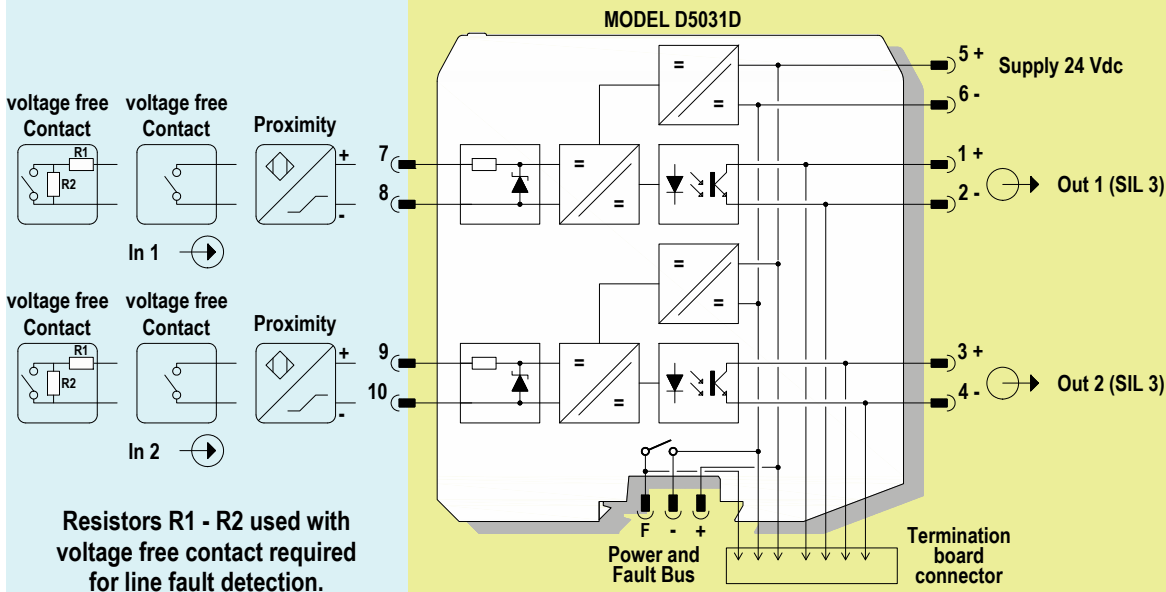 MODEL D5031D
5 +
Supply 24 Vdc
6 -
=
=
voltage free
Contact
voltage free
Contact
Proximity
R1
R2
+
-
7
8
=
=
1 +
2 -
Out 1 (SIL 3)
In 1
=
=
voltage free
Contact
voltage free
Contact
Proximity
R1
R2
+
-
9
10
=
=
3 +
4 -
Out 2 (SIL 3)
In 2
Resistors R1 - R2 used with
voltage free contact required
for line fault detection.
F - +
Power and
Fault Bus
Termination
board
connector